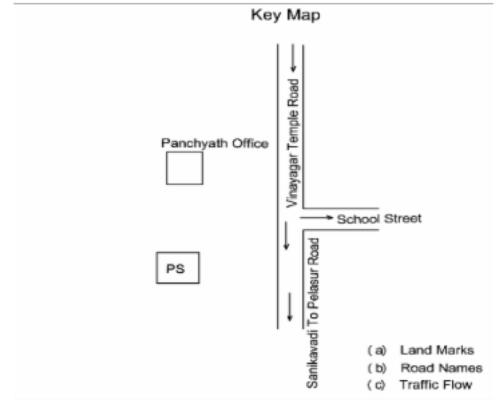 Key Map
Panchyath Office
Vinayagar Temple Road
School Street
PS
Sanikavadi To Pelasur Road
(a) Land Marks
(b) Road Names
(c) Traffic Flow